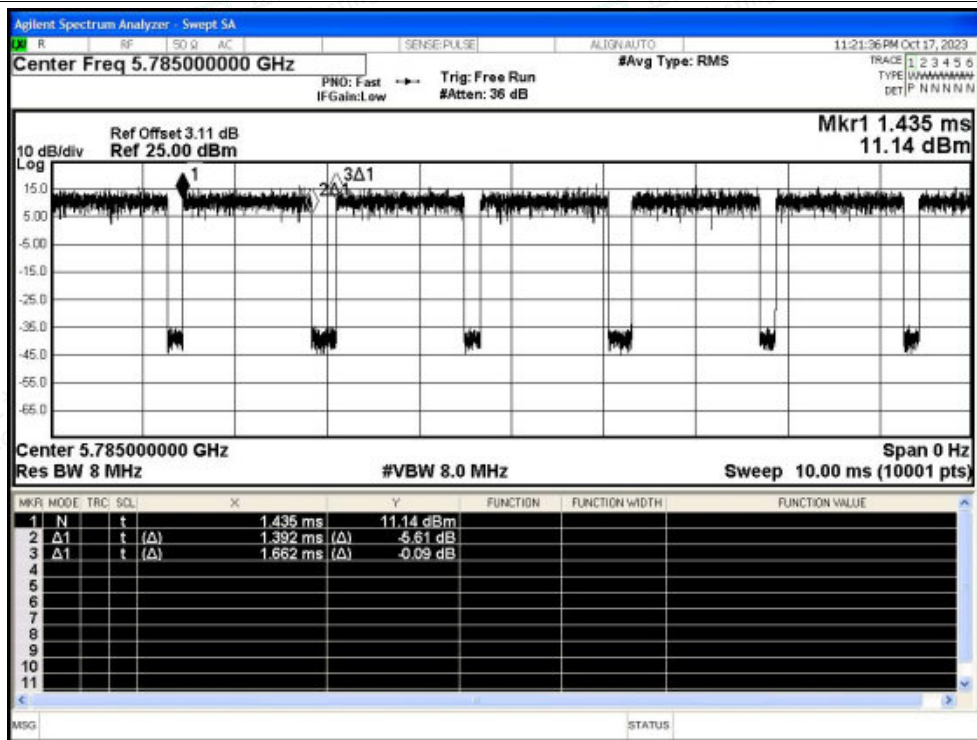 Agilent Spectrum Analyzer - Swept SA
LXI R RF 50 Ω AC SENSE:PULSE ALIGNAUTO 11:21:36 PM Oct 17, 2023
Center Freq 5.785000000 GHz #Avg Type: RMS TRACE 1 2 3 4 5 6
PNO: Fast Trig: Free Run TYPE WWWWWW
IFGain:Low #Atten: 36 dB DET P N N N N N
Mkr1 1.435 ms
Ref Offset 3.11 dB
10 dB/div Ref 25.00 dBm 11.14 dBm
Log
1 2Δ1 3Δ1
15.0
5.00
-5.00
-15.0
-25.0
-35.0
-45.0
-55.0
-65.0
Center 5.785000000 GHz Span 0 Hz
Res BW 8 MHz #VBW 8.0 MHz Sweep 10.00 ms (10001 pts)
MKR MODE TRC SCL X Y FUNCTION FUNCTION WIDTH FUNCTION VALUE
1 N t 1.435 ms 11.14 dBm
2 Δ1 t (Δ) 1.392 ms (Δ) -5.61 dB
3 Δ1 t (Δ) 1.662 ms (Δ) -0.09 dB
4
5
6
7
8
9
10
11
MSG STATUS